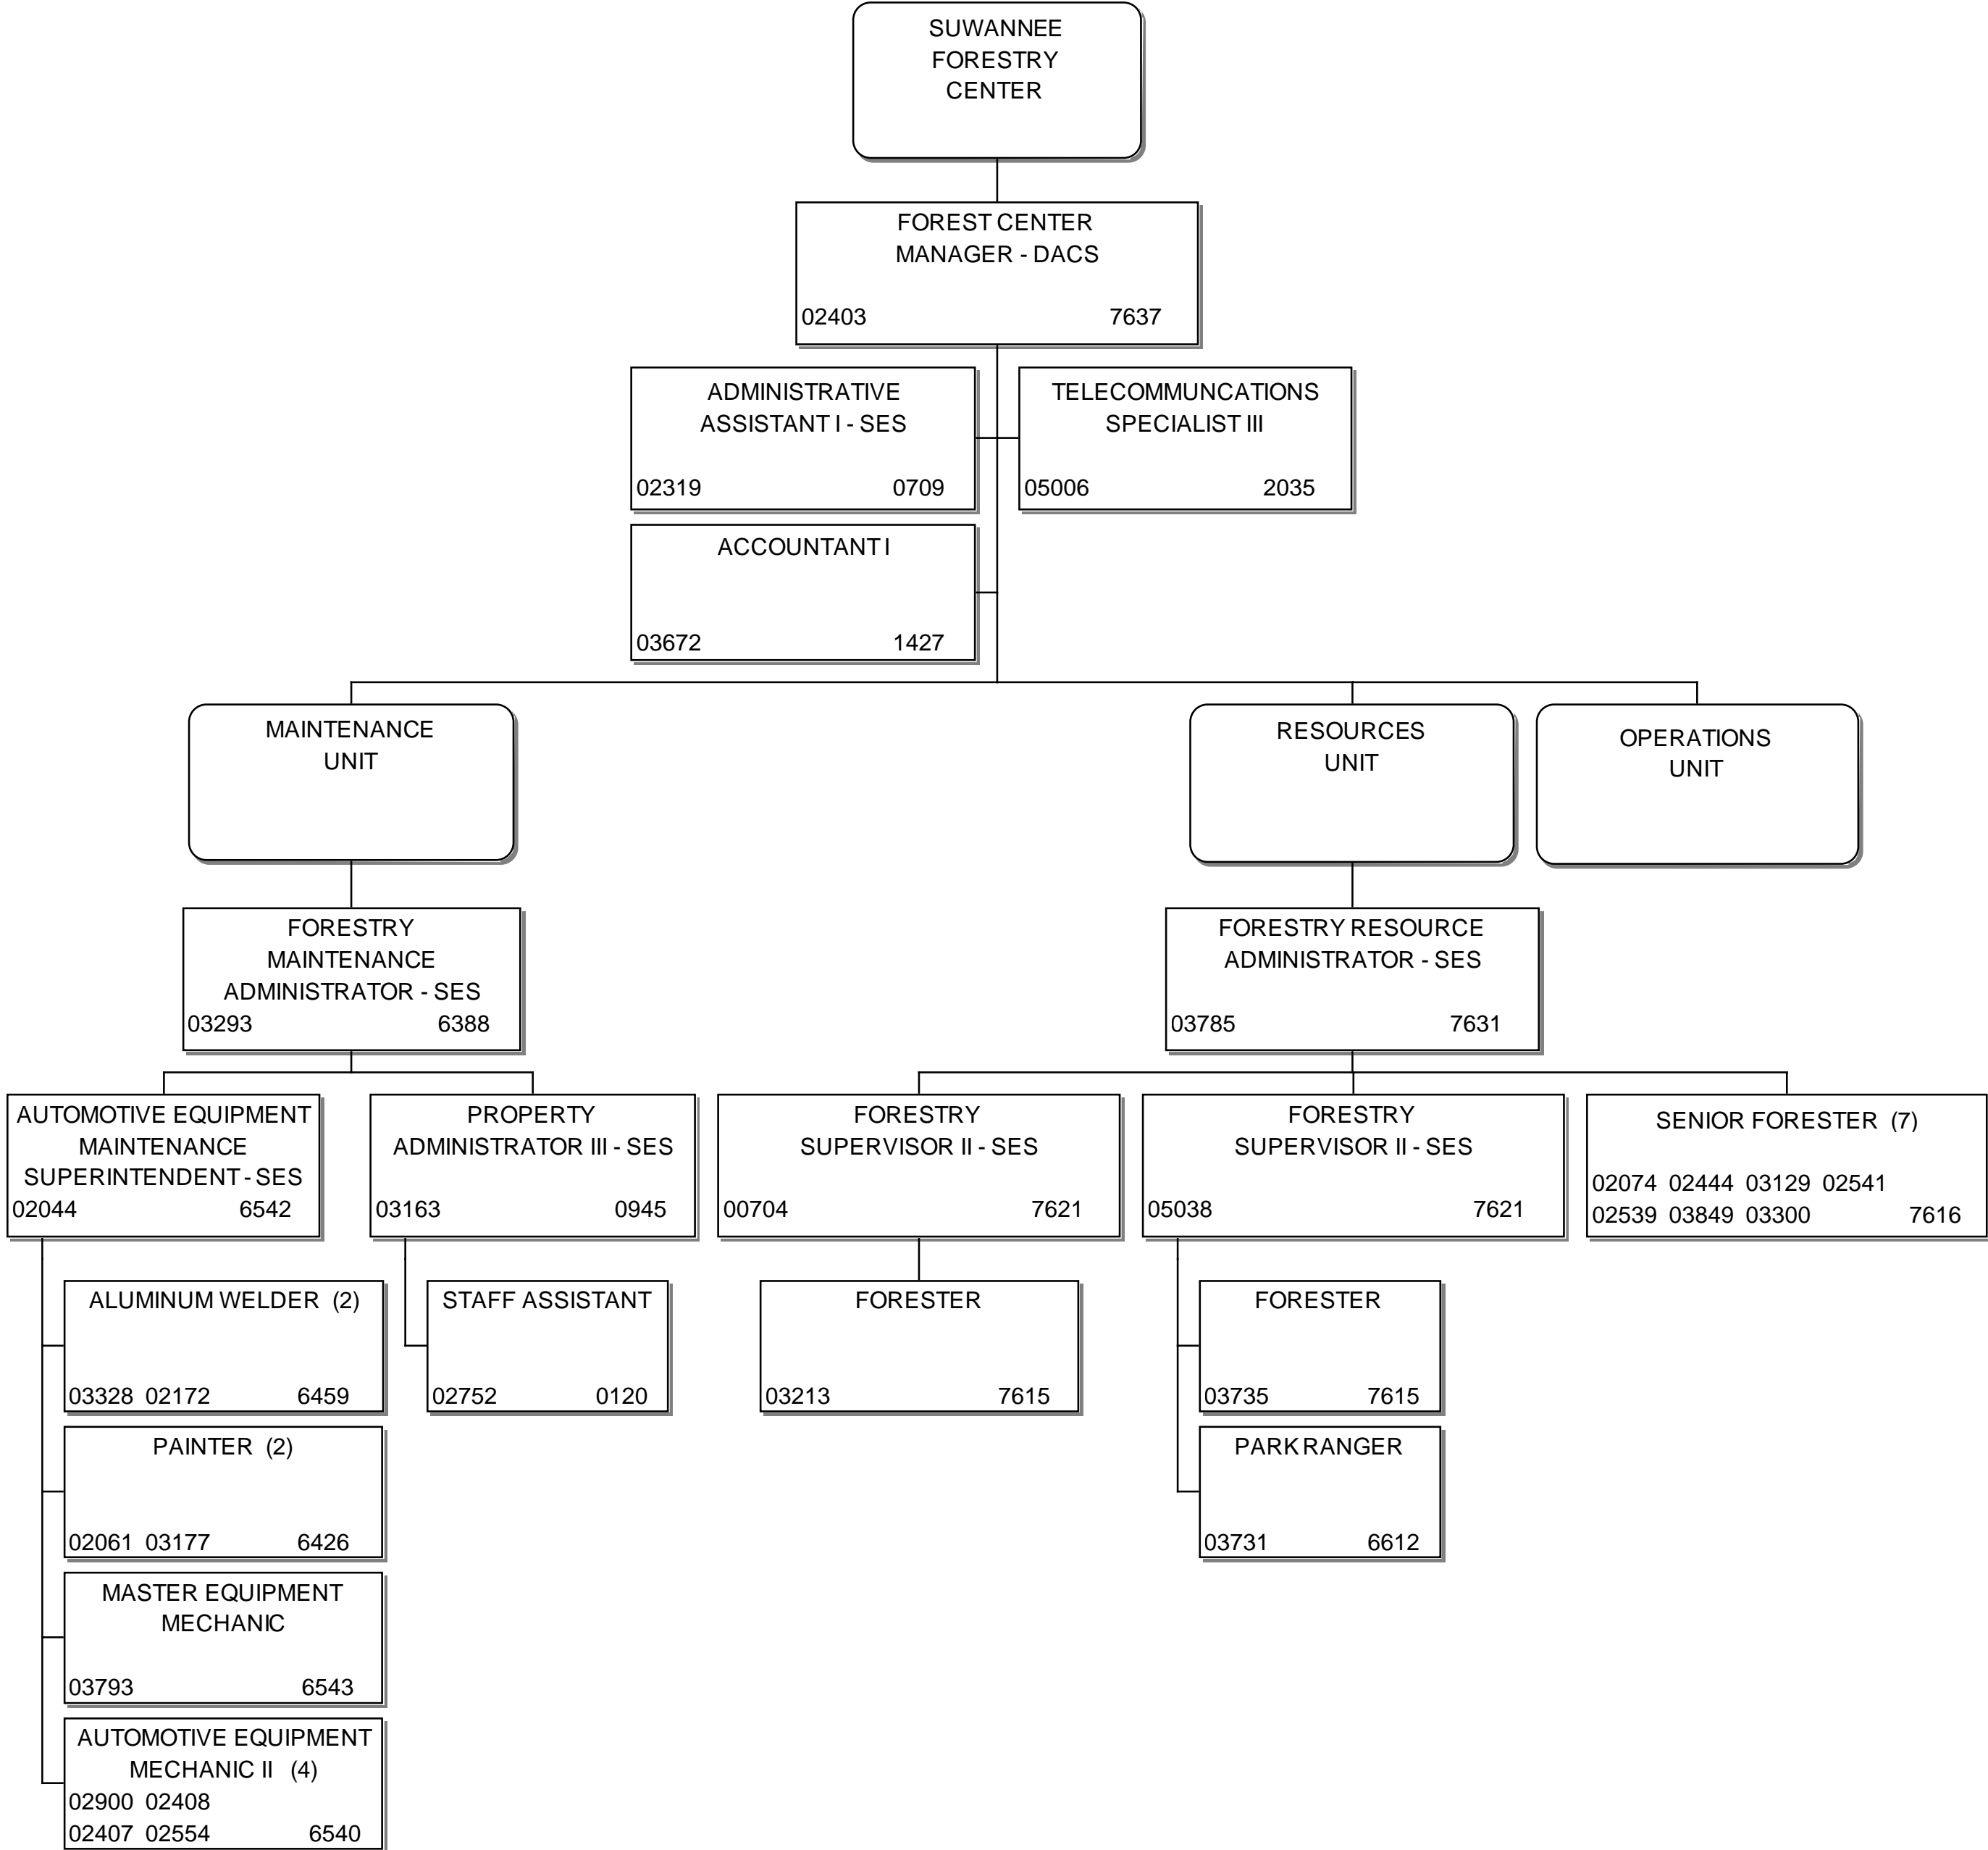 SUWANNEE
FORESTRY
CENTER
FOREST CENTER
MANAGER - DACS
02403 7637
ADMINISTRATIVE
ASSISTANT I - SES
02319 0709
TELECOMMUNCATIONS
SPECIALIST III
05006 2035
ACCOUNTANT I
03672 1427
MAINTENANCE
UNIT
RESOURCES
UNIT
OPERATIONS
UNIT
FORESTRY
MAINTENANCE
ADMINISTRATOR - SES
03293 6388
FORESTRY RESOURCE
ADMINISTRATOR - SES
03785 7631
AUTOMOTIVE EQUIPMENT
MAINTENANCE
SUPERINTENDENT - SES
02044 6542
PROPERTY
ADMINISTRATOR III - SES
03163 0945
FORESTRY
SUPERVISOR II - SES
00704 7621
FORESTRY
SUPERVISOR II - SES
05038 7621
SENIOR FORESTER (7)
02074 02444 03129 02541
02539 03849 03300 7616
ALUMINUM WELDER (2)
03328 02172 6459
STAFF ASSISTANT
02752 0120
FORESTER
03213 7615
FORESTER
03735 7615
PAINTER (2)
02061 03177 6426
PARK RANGER
03731 6612
MASTER EQUIPMENT
MECHANIC
03793 6543
AUTOMOTIVE EQUIPMENT
MECHANIC II (4)
02900 02408
02407 02554 6540